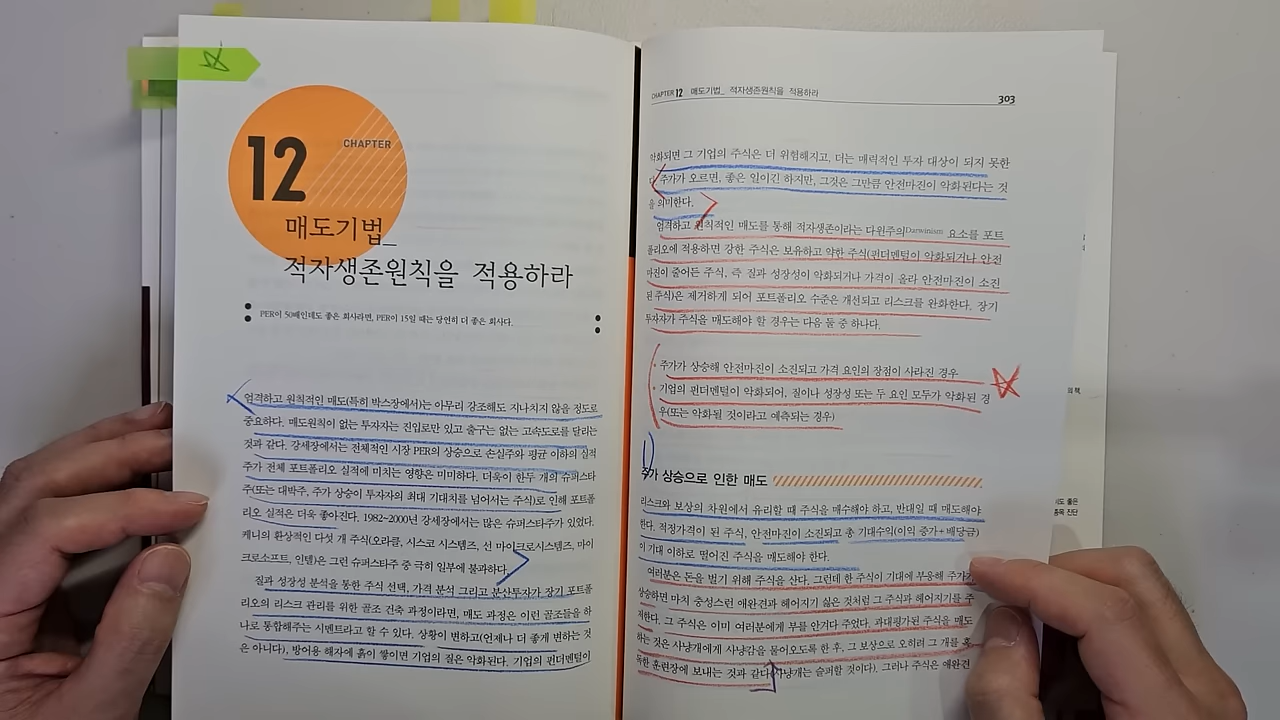 12
CHAPTER
매도기법_
적자생존원칙을 적용하라
PER이 50배인데도 좋은 회사라면, PER이 15일 때는 당연히 더 좋은 회사다.
엄격하고 원칙적인 매도(특히 약세장에서)는 아무리 강조해도 지나치지 않을 정도로
중요하다. 매도원칙이 없는 투자자는 진입로만 있고 출구는 없는 고속도로를 달리는
것과 같다. 강세장에서는 전체적인 시장 PER의 상승으로 손실주와 평균 이하의 실적
주가 전체 포트폴리오 실적에 미치는 영향은 미미하다. 더욱이 한두 개의 슈퍼스타
주(또는 대박주, 주가 상승이 투자자의 최대 기대치를 넘어서는 주식)로 인해 포트폴
리오 실적은 더욱 좋아진다. 1982~2000년 강세장에서는 많은 슈퍼스타주가 있었다.
케니의 환상적인 다섯 개 주식(오라클, 시스코 시스템즈, 선 마이크로시스템즈, 마이
크로소프트, 인텔)은 그런 슈퍼스타주 중 극히 일부에 불과하다.
질과 성장성 분석을 통한 주식 선택, 가격 분석 그리고 분산투자가 장기 포트폴
리오의 리스크 관리를 위한 골조 건축 과정이라면, 매도 과정은 이런 골조들을 하
나로 통합해주는 시멘트라고 할 수 있다. 상황이 변하고(언제나 더 좋게 변하는 것
은 아니다), 방어용 해자에 흙이 쌓이면 기업의 질은 악화된다. 기업의 펀더멘털이
CHAPTER 12 매도기법_ 적자생존원칙을 적용하라
303
악화되면 그 기업의 주식은 더 위험해지고, 더는 매력적인 투자 대상이 되지 못한
주가가 오르면, 좋은 일이긴 하지만, 그것은 그만큼 안전마진이 악화된다는 것
을 의미한다.
엄격하고 원칙적인 매도를 통해 적자생존이라는 다윈주의Darwinism 요소를 포트
폴리오에 적용하면 강한 주식은 보유하고 약한 주식(펀더멘털이 악화되거나 안전
마진이 줄어든 주식, 즉 질과 성장성이 악화되거나 가격이 올라 안전마진이 소진
된 주식)은 제거하게 되어 포트폴리오 수준은 개선되고 리스크를 완화한다. 장기
투자자가 주식을 매도해야 할 경우는 다음 둘 중 하나다.
· 주가가 상승해 안전마진이 소진되고 가격 요인의 장점이 사라진 경우
· 기업의 펀더멘털이 악화되어, 질이나 성장성 또는 두 요인 모두가 악화된 경
우(또는 악화될 것이라고 예측되는 경우)
주가 상승으로 인한 매도
리스크와 보상의 차원에서 유리할 때 주식을 매수해야 하고, 반대일 때 매도해야
한다. 적정가격이 된 주식, 안전마진이 소진되고 총 기대수익(이익 증가+배당금)
이 기대 이하로 떨어진 주식을 매도해야 한다.
여러분은 돈을 벌기 위해 주식을 산다. 그런데 한 주식이 기대에 부응해 주가가
상승하면 마치 충성스런 애완견과 헤어지기 싫은 것처럼 그 주식과 헤어지기를 주
저한다. 그 주식은 이미 여러분에게 부를 안겨다 주었다. 과대평가된 주식을 매도
하는 것은 사냥개에게 사냥감을 물어오도록 한 후, 그 보상으로 오히려 그 개를 혹
독한 훈련장에 보내는 것과 같다(사냥개는 슬퍼할 것이다). 그러나 주식은 애완견